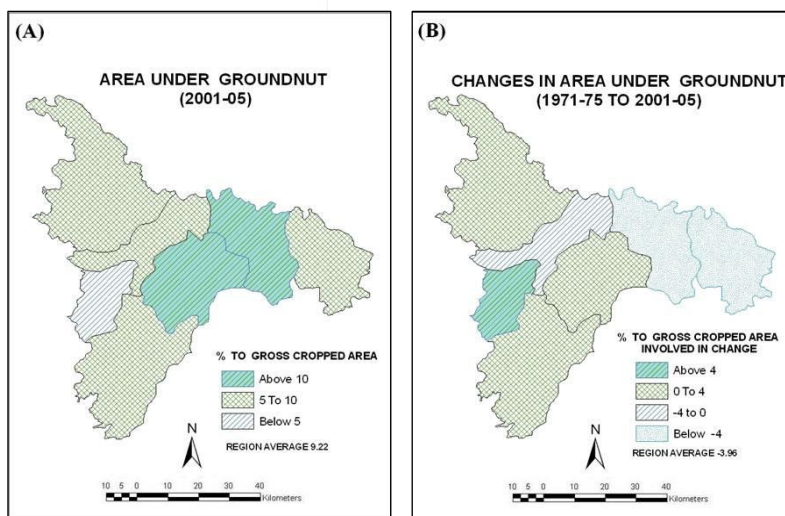 (A)
AREA UNDER GROUNDNUT
(2001-05)
% TO GROSS CROPPED AREA
Above 10
5 To 10
Below 5
REGION AVERAGE 9.22
N
10 5 0 10 20 30 40
Kilometers
(B)
CHANGES IN AREA UNDER GROUNDNUT
(1971-75 TO 2001-05)
% TO GROSS CROPPED AREA
INVOLVED IN CHANGE
Above 4
0 To 4
-4 to 0
Below -4
REGION AVERAGE -3.96
N
10 5 0 10 20 30 40
Kilometers